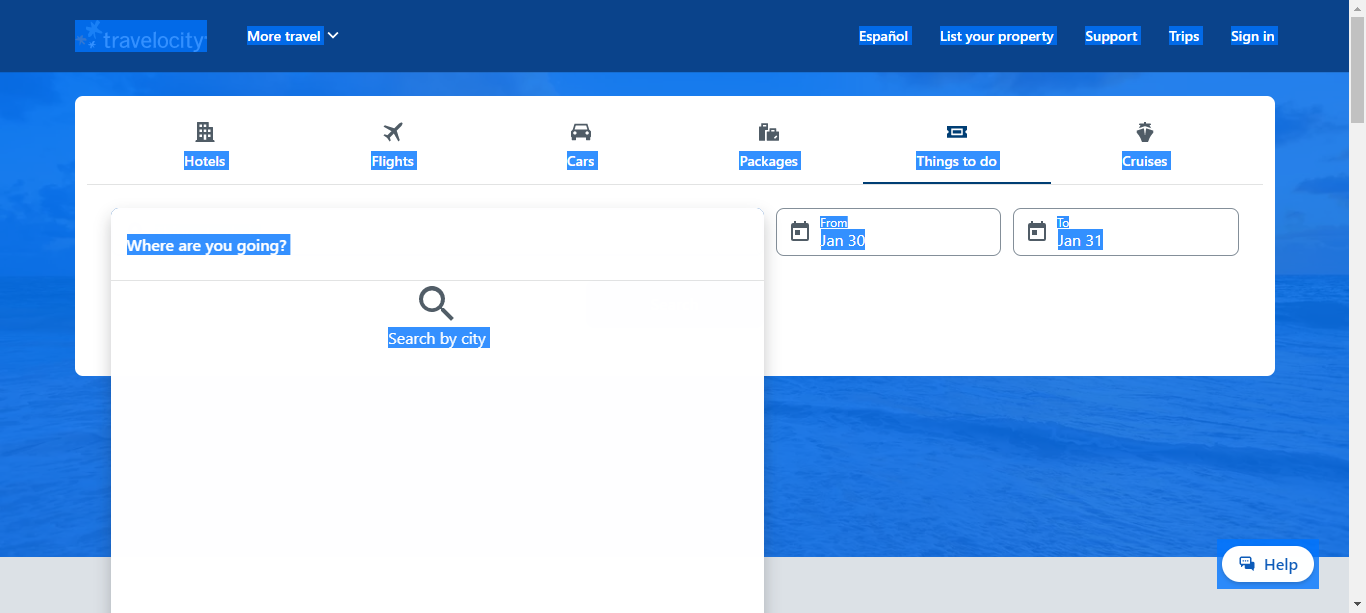 travelocity
More travel
Español
List your property
Support
Trips
Sign in
Hotels
Flights
Cars
Packages
Things to do
Cruises
Where are you going?
From
Jan 30
To
Jan 31
Search by city
Help